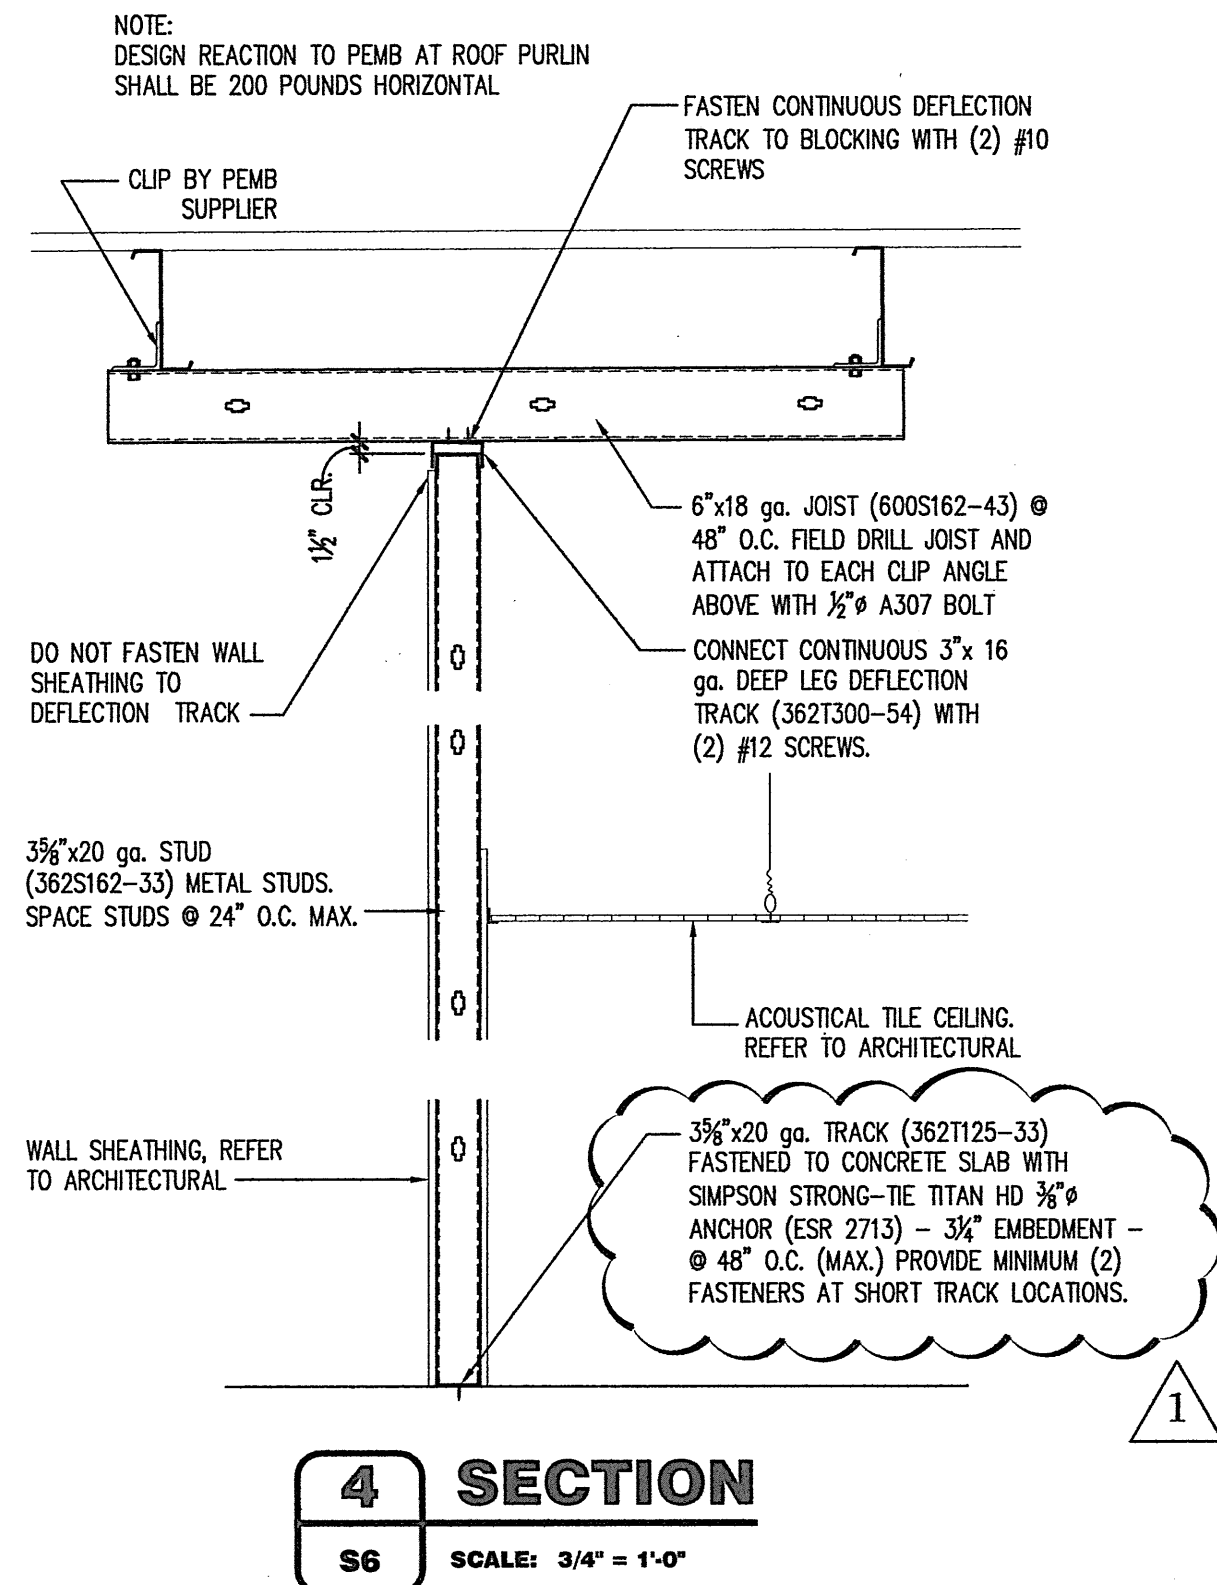 NOTE:
DESIGN REACTION TO PEMB AT ROOF PURLIN
SHALL BE 200 POUNDS HORIZONTAL
FASTEN CONTINUOUS DEFLECTION
TRACK TO BLOCKING WITH (2) #10
SCREWS
CLIP BY PEMB
SUPPLIER
1½" CLR.
6"x18 ga. JOIST (600S162-43) @
48" O.C. FIELD DRILL JOIST AND
ATTACH TO EACH CLIP ANGLE
ABOVE WITH ½"ø A307 BOLT
DO NOT FASTEN WALL
SHEATHING TO
DEFLECTION TRACK
CONNECT CONTINUOUS 3"x 16
ga. DEEP LEG DEFLECTION
TRACK (362T300-54) WITH
(2) #12 SCREWS.
3⅝"x20 ga. STUD
(362S162-33) METAL STUDS.
SPACE STUDS @ 24" O.C. MAX.
ACOUSTICAL TILE CEILING.
REFER TO ARCHITECTURAL
WALL SHEATHING, REFER
TO ARCHITECTURAL
3⅝"x20 ga. TRACK (362T125-33)
FASTENED TO CONCRETE SLAB WITH
SIMPSON STRONG-TIE TITAN HD ⅜"ø
ANCHOR (ESR 2713) - 3¼" EMBEDMENT -
@ 48" O.C. (MAX.) PROVIDE MINIMUM (2)
FASTENERS AT SHORT TRACK LOCATIONS.
1
4 SECTION
S6 SCALE: 3/4" = 1'-0"